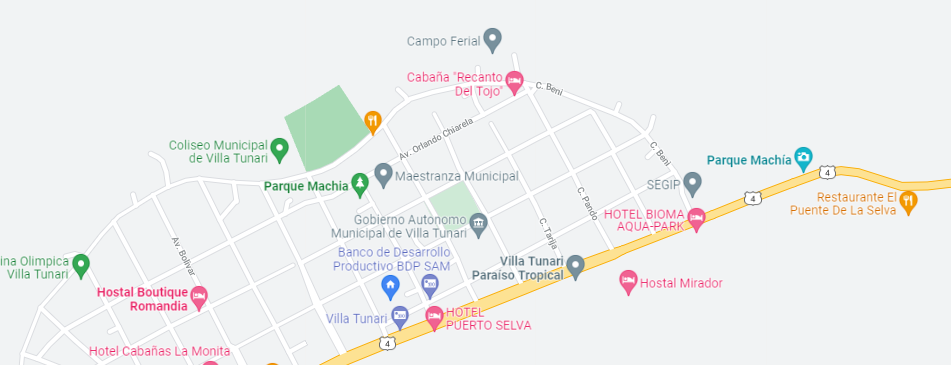 Campo Ferial
Cabaña "Recanto
Del Tojo"
C. Beni
Av. Orlando Chiarela
Coliseo Municipal
de Villa Tunari
C. Beni
Parque Machía
4
Maestranza Municipal
Parque Machia
SEGIP
4
Restaurante El
Puente De La Selva
C. Pando
HOTEL BIOMA
AQUA-PARK
Gobierno Autonomo
Municipal de Villa Tunari
C. Tarija
Av. Bolivar
Banco de Desarrollo
Productivo BDP SAM
Villa Tunari
Paraíso Tropical
ina Olimpica
Villa Tunari
Hostal Mirador
Hostal Boutique
Romandia
Villa Tunari
HOTEL
PUERTO SELVA
4
Hotel Cabañas La Monita